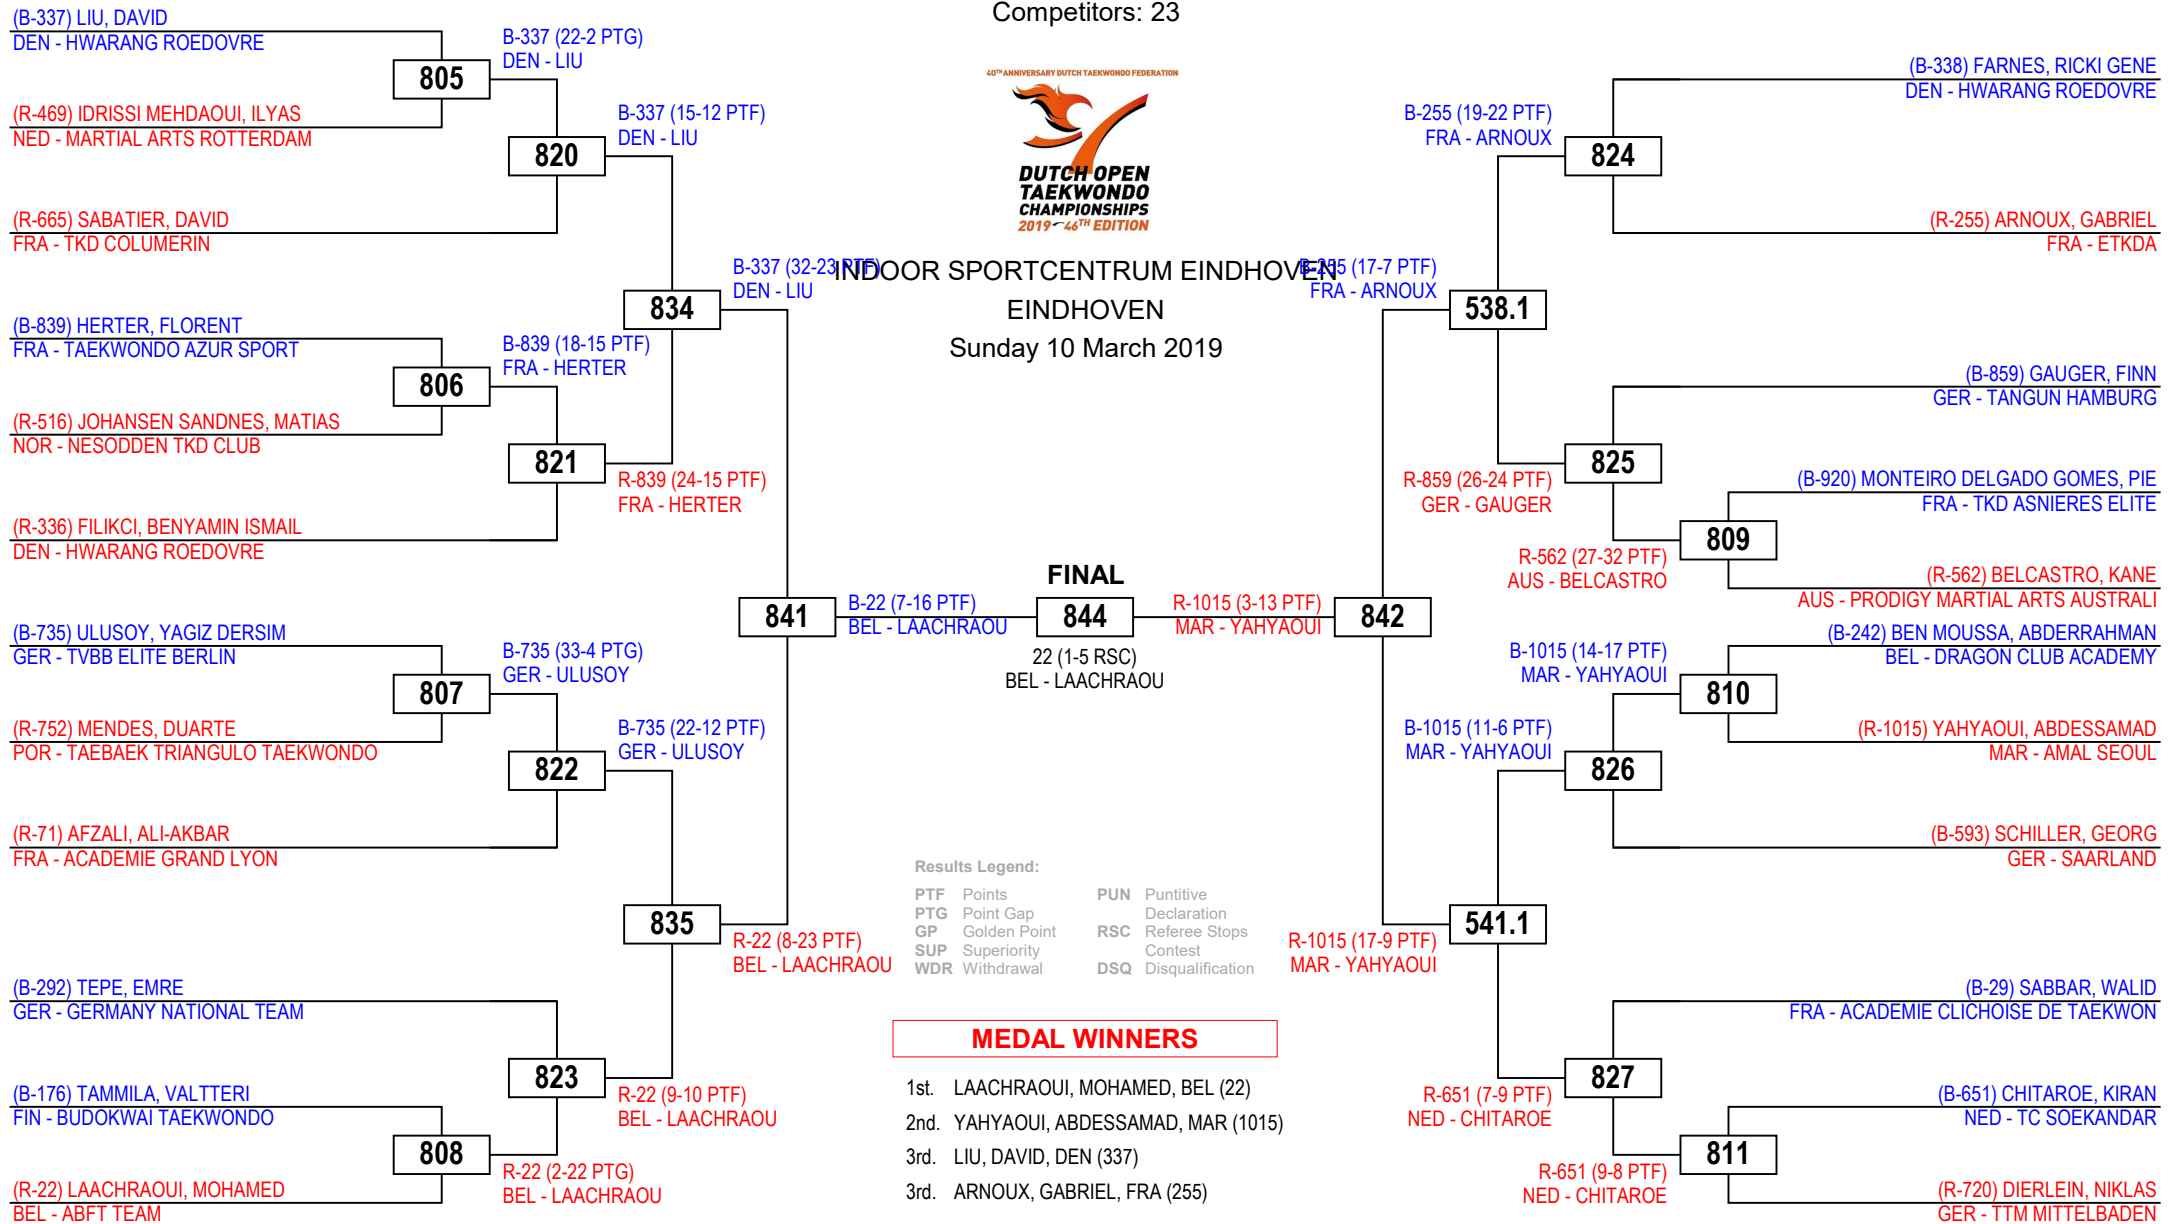 Competitors: 23
40TH ANNIVERSARY DUTCH TAEKWONDO FEDERATION
DUTCH OPEN
TAEKWONDO
CHAMPIONSHIPS
2019 - 46TH EDITION
INDOOR SPORTCENTRUM EINDHOVEN
EINDHOVEN
Sunday 10 March 2019
(B-337) LIU, DAVID
DEN - HWARANG ROEDOVRE
805
(R-469) IDRISSI MEHDAOUI, ILYAS
NED - MARTIAL ARTS ROTTERDAM
B-337 (22-2 PTG)
DEN - LIU
820
(R-665) SABATIER, DAVID
FRA - TKD COLUMERIN
B-337 (15-12 PTF)
DEN - LIU
834
B-337 (32-23 PTF)
DEN - LIU
(B-839) HERTER, FLORENT
FRA - TAEKWONDO AZUR SPORT
806
(R-516) JOHANSEN SANDNES, MATIAS
NOR - NESODDEN TKD CLUB
B-839 (18-15 PTF)
FRA - HERTER
821
(R-336) FILIKCI, BENYAMIN ISMAIL
DEN - HWARANG ROEDOVRE
R-839 (24-15 PTF)
FRA - HERTER
841
(B-735) ULUSOY, YAGIZ DERSIM
GER - TVBB ELITE BERLIN
807
(R-752) MENDES, DUARTE
POR - TAEBAEK TRIANGULO TAEKWONDO
B-735 (33-4 PTG)
GER - ULUSOY
822
(R-71) AFZALI, ALI-AKBAR
FRA - ACADEMIE GRAND LYON
B-735 (22-12 PTF)
GER - ULUSOY
835
R-22 (8-23 PTF)
BEL - LAACHRAOU
(B-292) TEPE, EMRE
GER - GERMANY NATIONAL TEAM
823
(B-176) TAMMILA, VALTTERI
FIN - BUDOKWAI TAEKWONDO
808
(R-22) LAACHRAOUI, MOHAMED
BEL - ABFT TEAM
R-22 (2-22 PTG)
BEL - LAACHRAOU
R-22 (9-10 PTF)
BEL - LAACHRAOU
B-22 (7-16 PTF)
BEL - LAACHRAOU
FINAL
844
22 (1-5 RSC)
BEL - LAACHRAOU
R-1015 (3-13 PTF)
MAR - YAHYAOUI
842
(B-338) FARNES, RICKI GENE
DEN - HWARANG ROEDOVRE
B-255 (19-22 PTF)
FRA - ARNOUX
824
(R-255) ARNOUX, GABRIEL
FRA - ETKDA
B-255 (17-7 PTF)
FRA - ARNOUX
538.1
(B-859) GAUGER, FINN
GER - TANGUN HAMBURG
825
R-859 (26-24 PTF)
GER - GAUGER
(B-920) MONTEIRO DELGADO GOMES, PIE
FRA - TKD ASNIERES ELITE
809
R-562 (27-32 PTF)
AUS - BELCASTRO
(R-562) BELCASTRO, KANE
AUS - PRODIGY MARTIAL ARTS AUSTRALI
(B-242) BEN MOUSSA, ABDERRAHMAN
BEL - DRAGON CLUB ACADEMY
B-1015 (14-17 PTF)
MAR - YAHYAOUI
810
(R-1015) YAHYAOUI, ABDESSAMAD
MAR - AMAL SEOUL
B-1015 (11-6 PTF)
MAR - YAHYAOUI
826
(B-593) SCHILLER, GEORG
GER - SAARLAND
541.1
R-1015 (17-9 PTF)
MAR - YAHYAOUI
(B-29) SABBAR, WALID
FRA - ACADEMIE CLICHOISE DE TAEKWON
827
R-651 (7-9 PTF)
NED - CHITAROE
(B-651) CHITAROE, KIRAN
NED - TC SOEKANDAR
811
R-651 (9-8 PTF)
NED - CHITAROE
(R-720) DIERLEIN, NIKLAS
GER - TTM MITTELBADEN
Results Legend:
PTF Points
PTG Point Gap
GP Golden Point
SUP Superiority
WDR Withdrawal
PUN Puntitive
Declaration
RSC Referee Stops
Contest
DSQ Disqualification
MEDAL WINNERS
1st. LAACHRAOUI, MOHAMED, BEL (22)
2nd. YAHYAOUI, ABDESSAMAD, MAR (1015)
3rd. LIU, DAVID, DEN (337)
3rd. ARNOUX, GABRIEL, FRA (255)